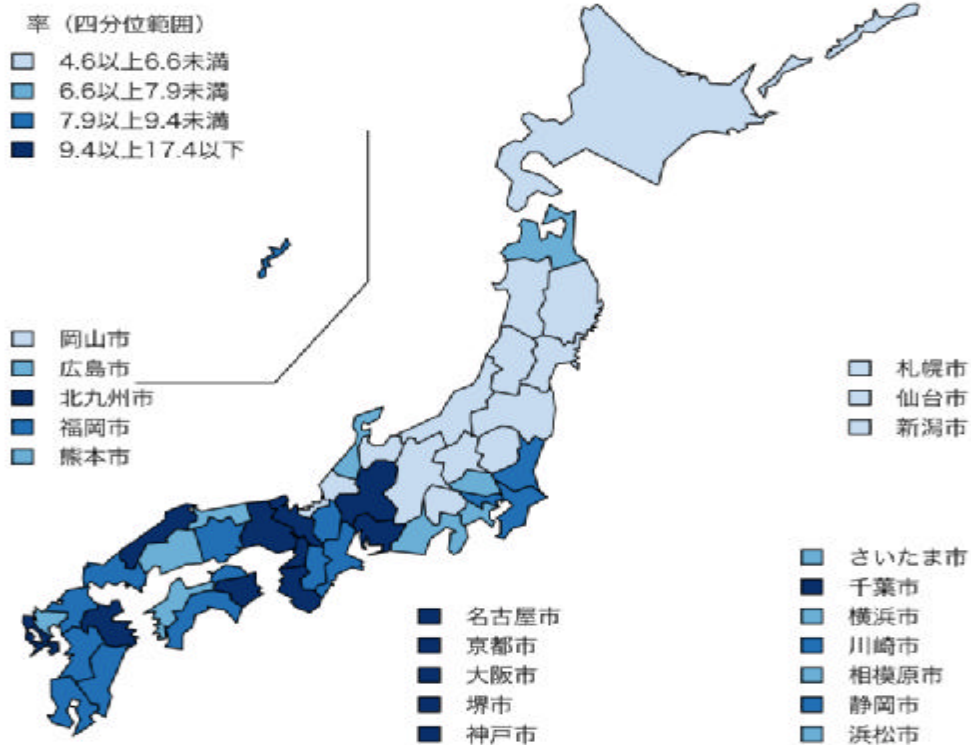 率（四分位範囲）
4.6以上6.6未満
6.6以上7.9未満
7.9以上9.4未満
9.4以上17.4以下
岡山市
広島市
北九州市
福岡市
熊本市
札幌市
仙台市
新潟市
名古屋市
京都市
大阪市
堺市
神戸市
さいたま市
千葉市
横浜市
川崎市
相模原市
静岡市
浜松市